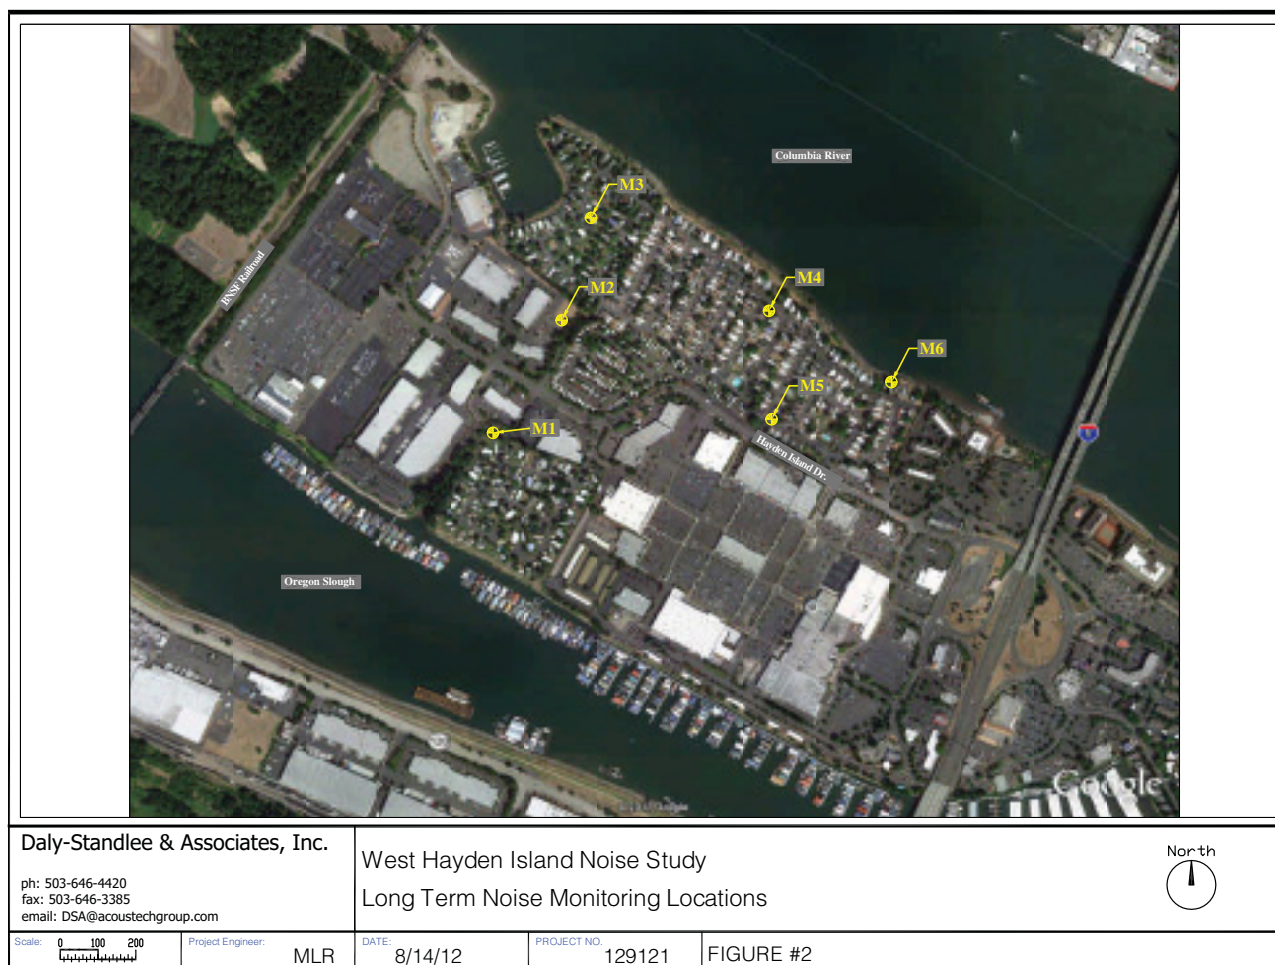 Columbia River
M3
BNSF Railroad
M4
M2
M6
M5
M1
Hayden Island Dr.
5
Oregon Slough
Google
Daly-Standlee & Associates, Inc.
ph: 503-646-4420
fax: 503-646-3385
email: DSA@acoustechgroup.com
West Hayden Island Noise Study
Long Term Noise Monitoring Locations
North
Scale: 0 100 200
Project Engineer: MLR
DATE: 8/14/12
PROJECT NO. 129121
FIGURE #2